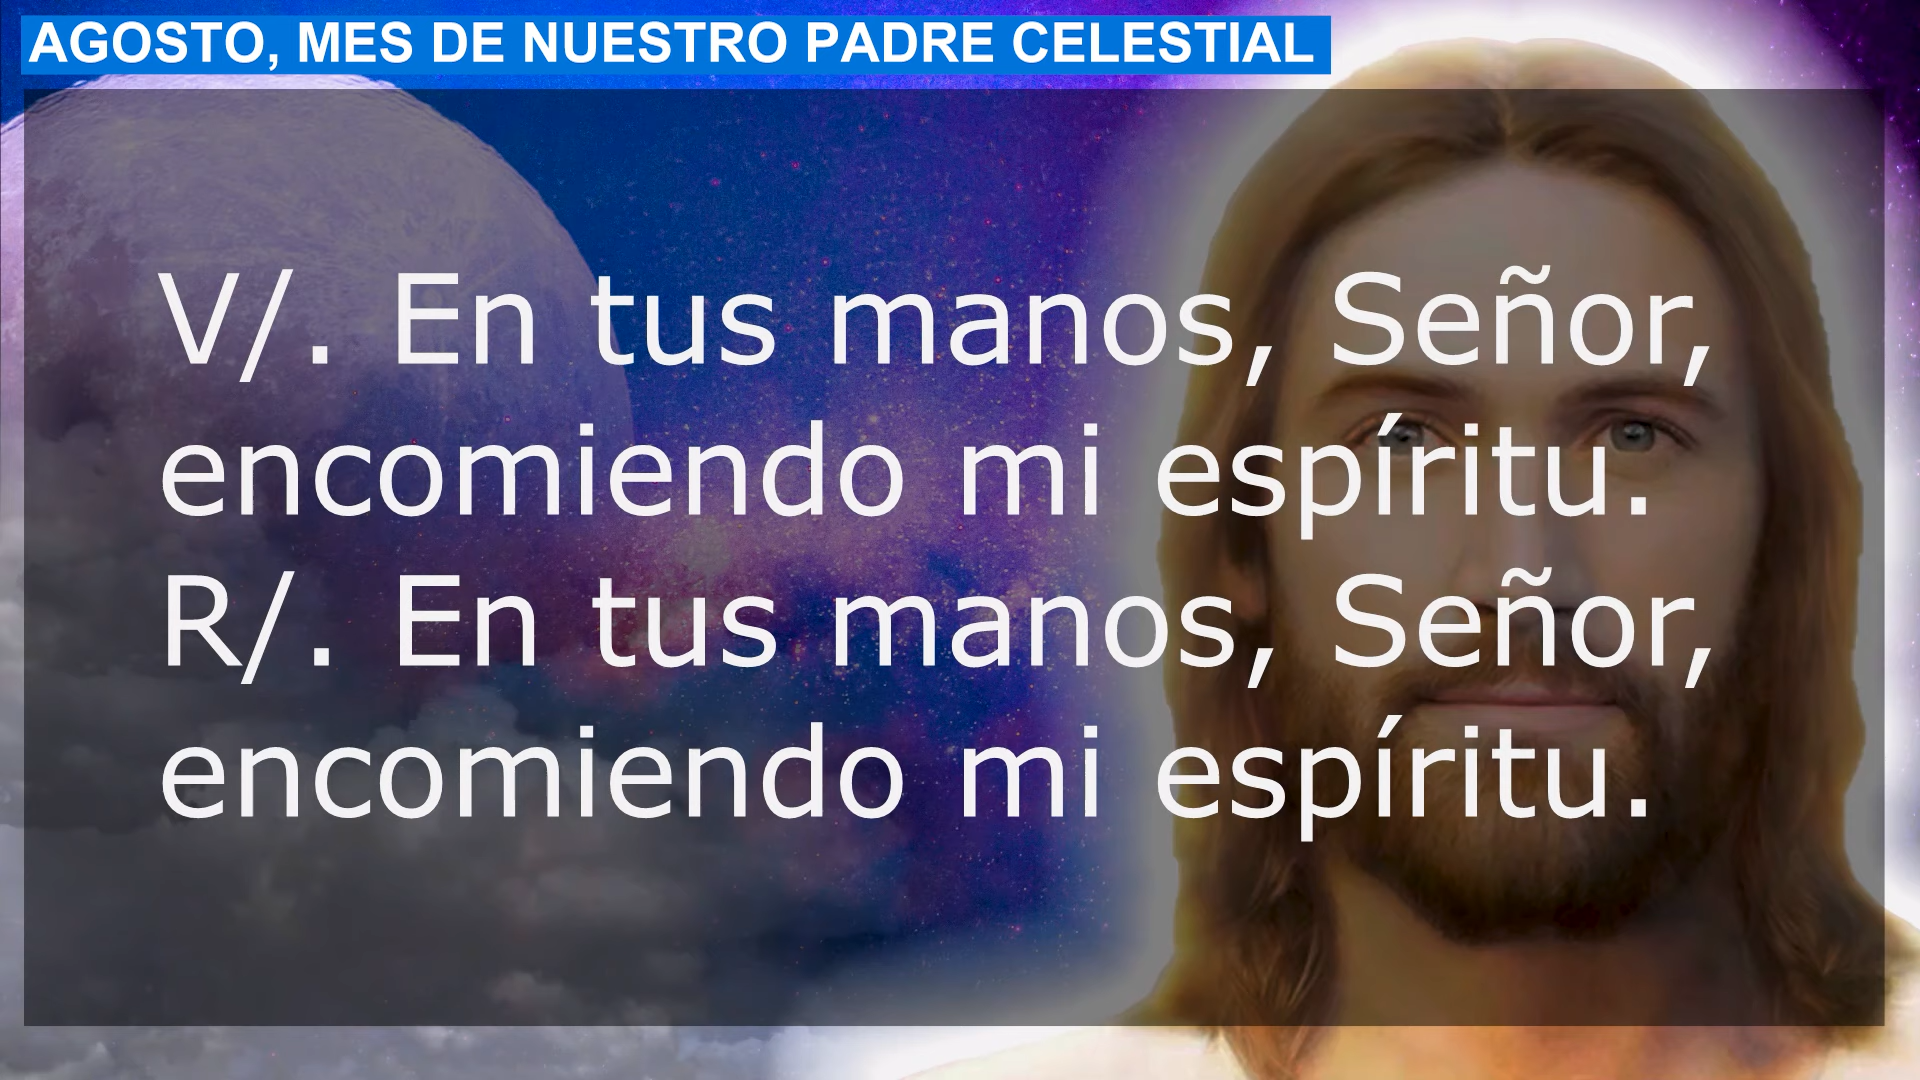 AGOSTO, MES DE NUESTRO PADRE CELESTIAL
V/. En tus manos, Señor,
encomiendo mi espíritu.
R/. En tus manos, Señor,
encomiendo mi espíritu.